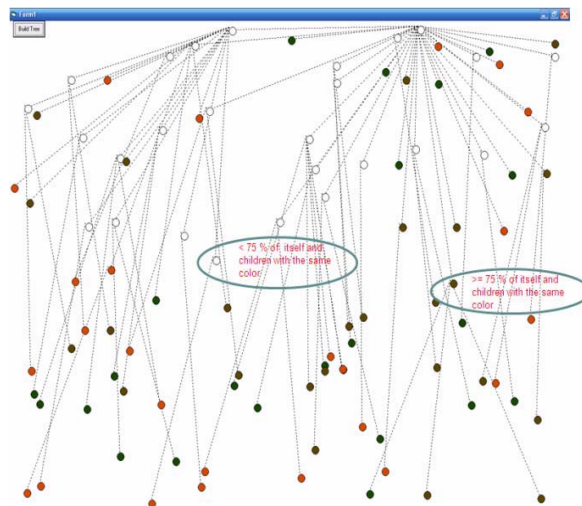 Form1
Build Tree
< 75 % of itself and
children with the same
color
>= 75 % of itself and
children with the same
color